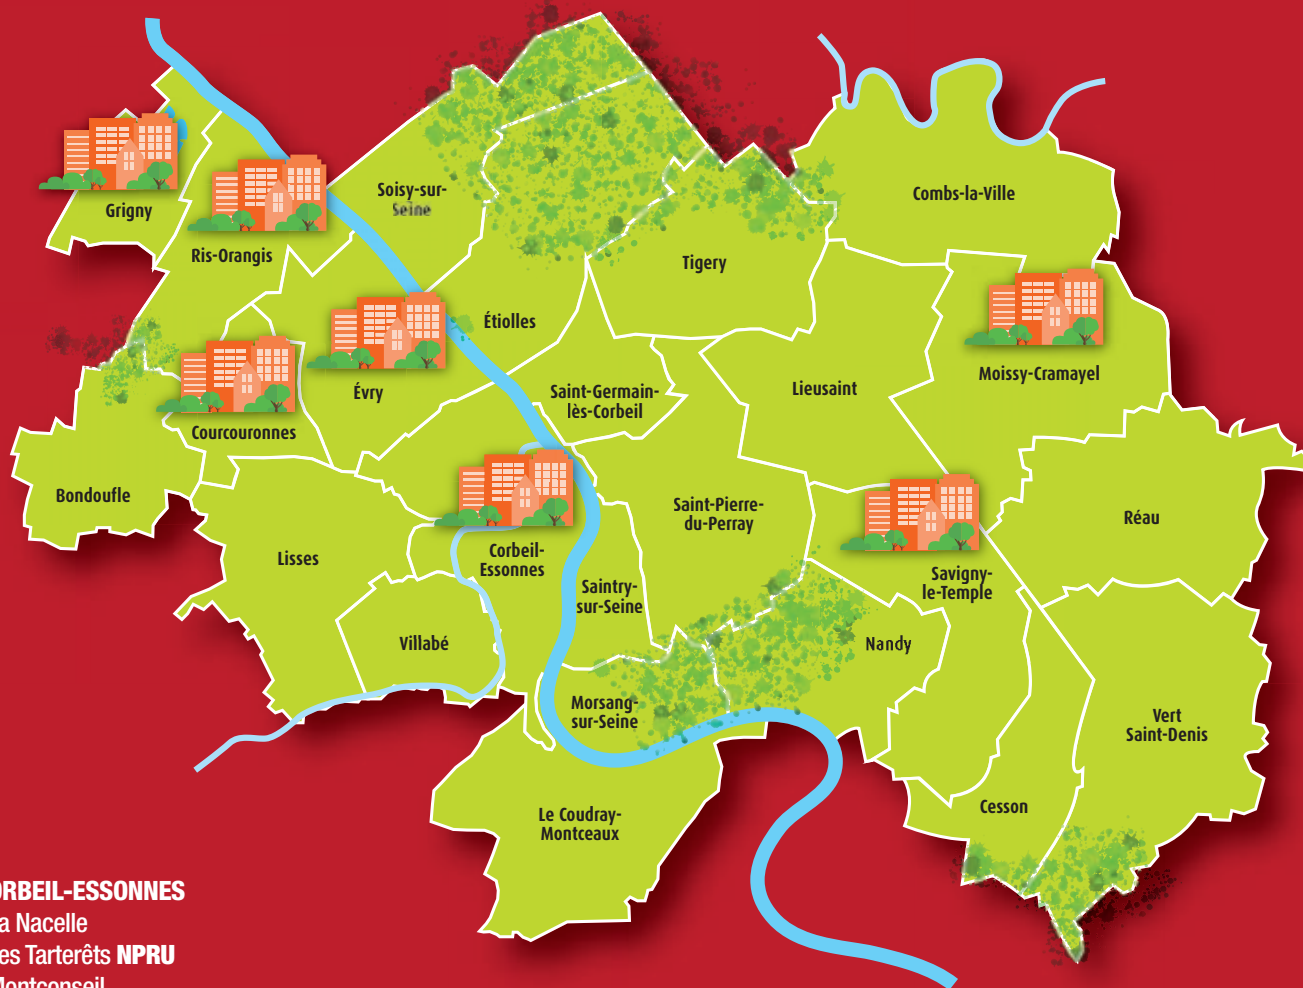 Soisy-sur-
Seine
Combs-la-Ville
Grigny
Ris-Orangis
Tigery
Étiolles
Moissy-Cramayel
Évry
Saint-Germain-
lès-Corbeil
Lieusaint
Courcouronnes
Bondoufle
Saint-Pierre-
du-Perray
Réau
Lisses
Corbeil-
Essonnes
Saintry-
sur-Seine
Savigny-
le-Temple
Villabé
Nandy
Morsang-
sur-Seine
Vert
Saint-Denis
Cesson
Le Coudray-
Montceaux
ORBEIL-ESSONNES
a Nacelle
es Tarterêts NPRU
Montconseil